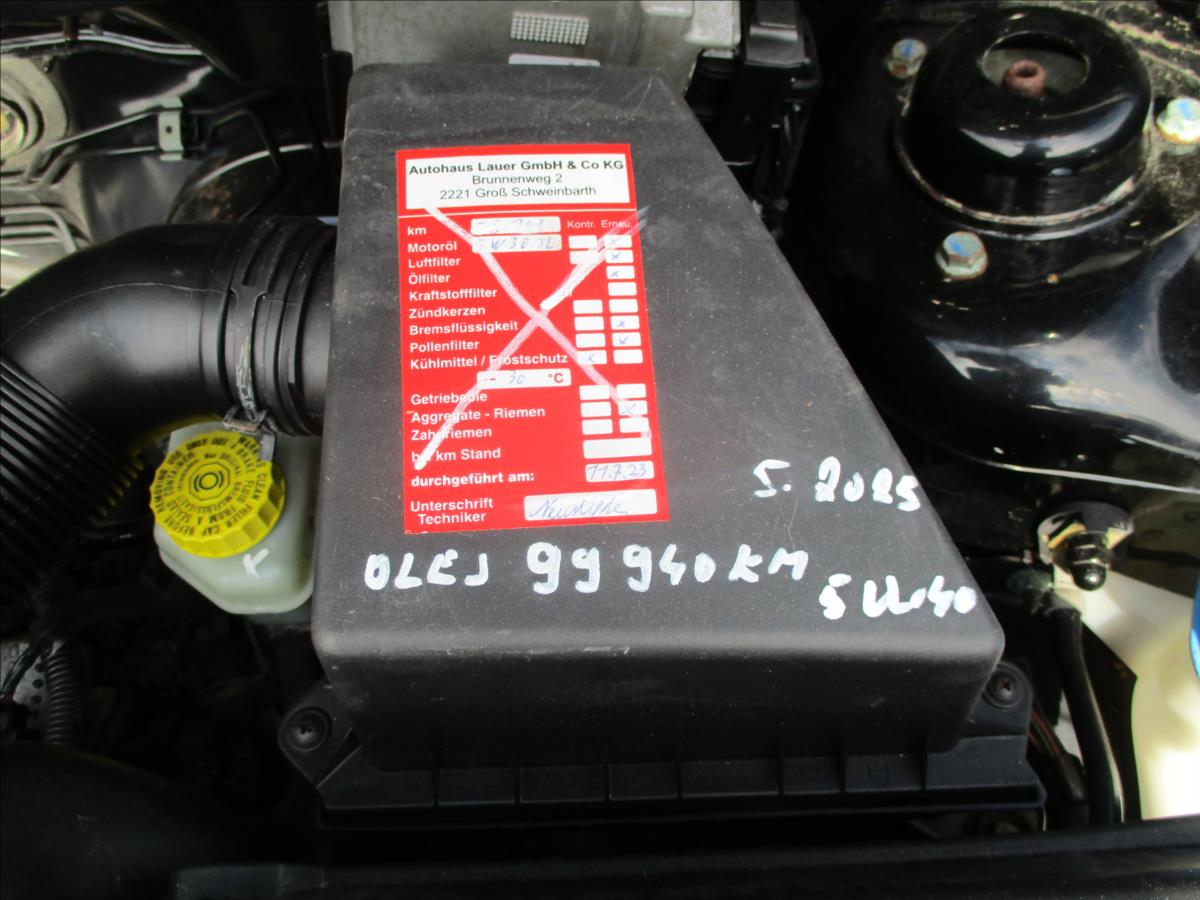 Autohaus Lauer GmbH & Co KG
Brunnenweg 2
2221 Groß Schweinbarth
km Kontr. Erneu.
Motoröl 5W30 3L
Luftfilter
Ölfilter
Kraftstofffilter
Zündkerzen
Bremsflüssigkeit
Pollenfilter
Kühlmittel / Frostschutz
- 30 °C
Getriebeöle
Aggregate - Riemen
Zahnriemen
km Stand
durchgeführt am: 11.7.23
Unterschrift
Techniker
5. 2025
OLEJ 99 940 KM
5W40